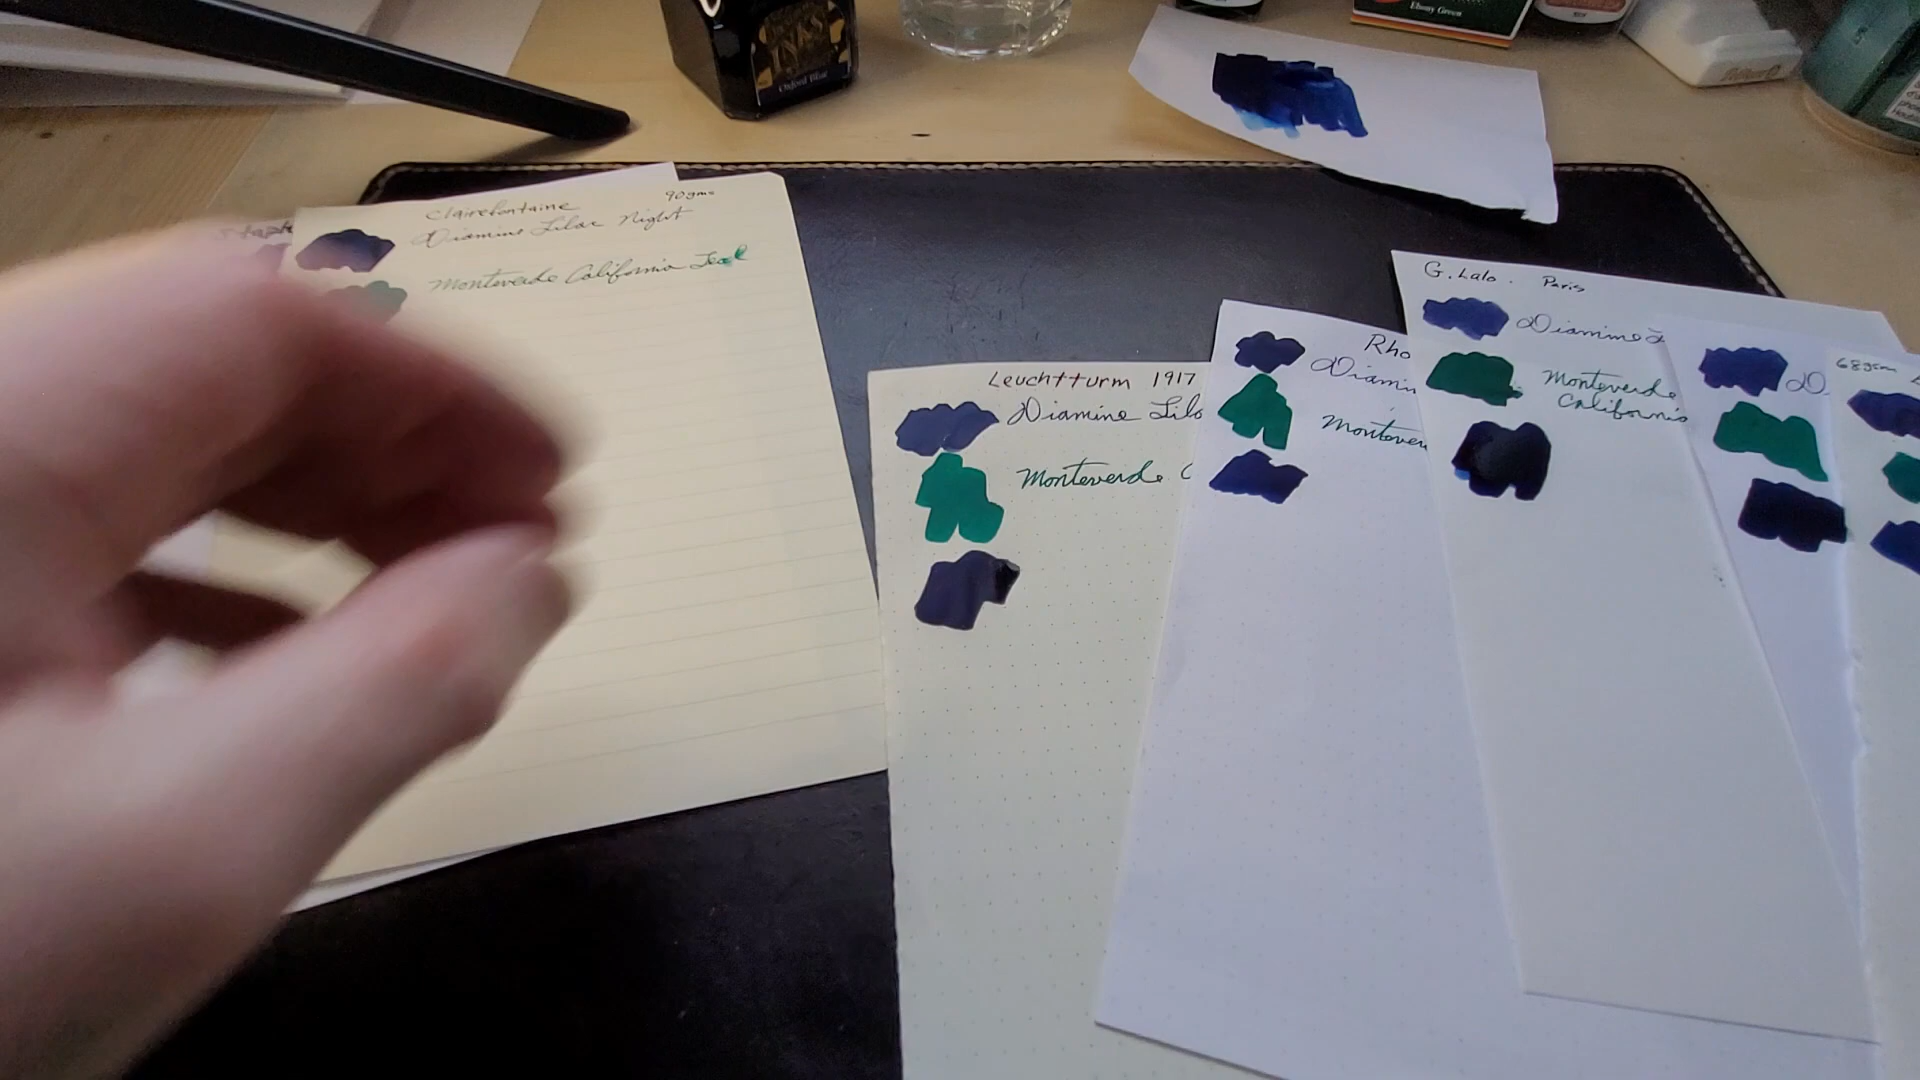 Oxford Blue
Ebony Green
Clairefontaine
90gms
Diamine Lilac Night
Monteverde California Teal
Leuchtturm 1917
Diamine Lila
Monteverde C
Rho
Diamin
Montever
G. Lalo. Paris
Diamine
Monteverde
California
D
68gsm